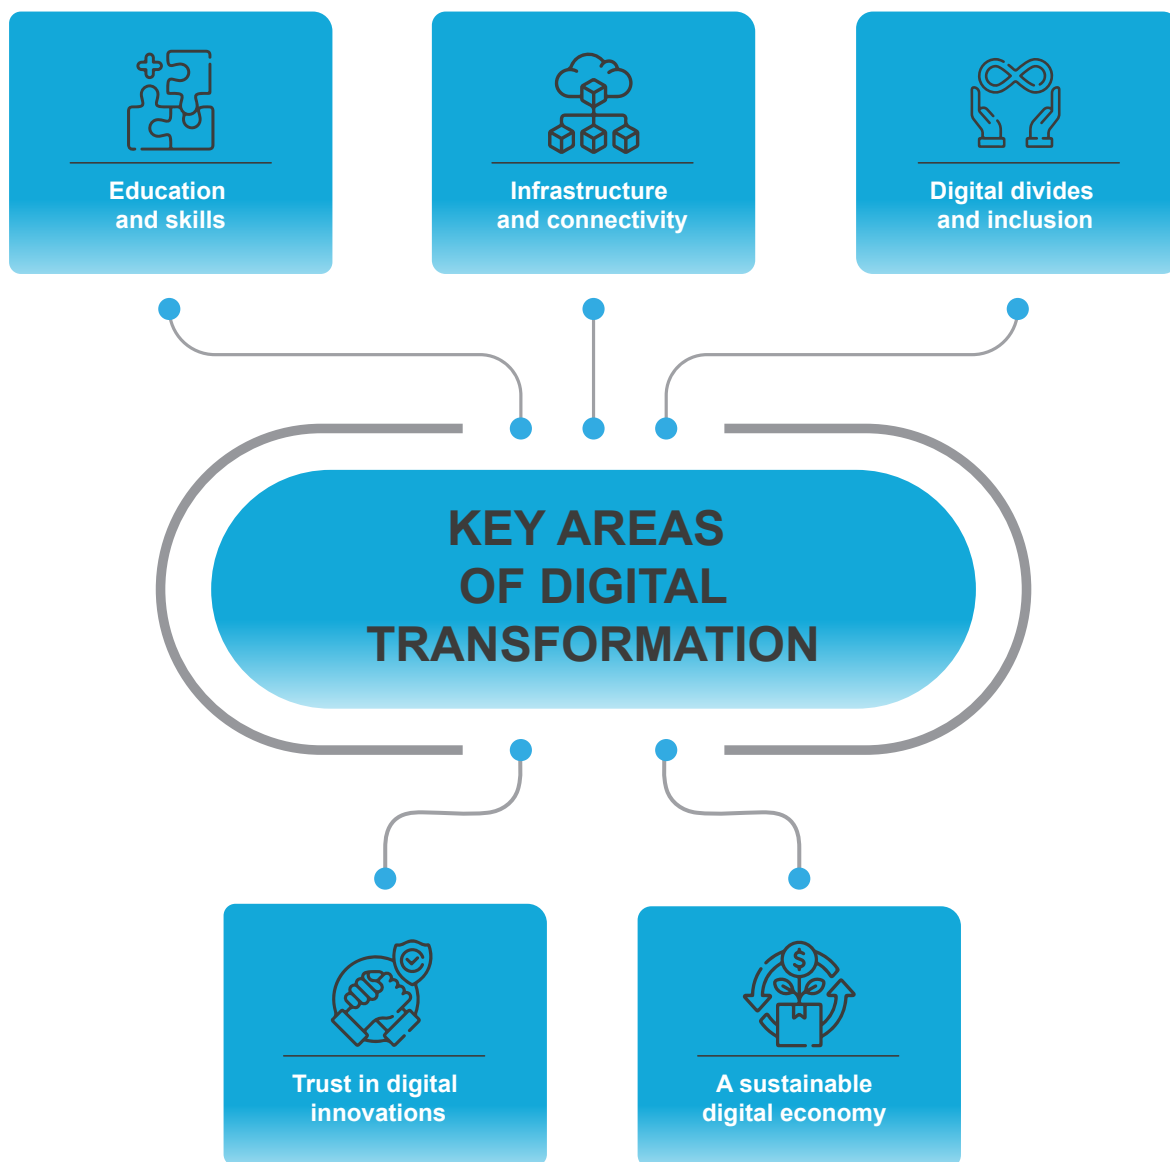 Education
and skills
Infrastructure
and connectivity
Digital divides
and inclusion
KEY AREAS
OF DIGITAL
TRANSFORMATION
Trust in digital
innovations
A sustainable
digital economy